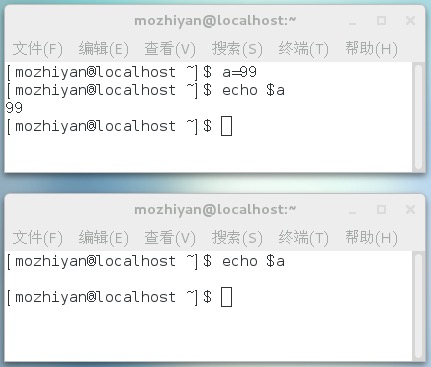 mozhiyan@localhost:~
文件(F) 编辑(E) 查看(V) 搜索(S) 终端(T) 帮助(H)
[mozhiyan@localhost ~]$ a=99
[mozhiyan@localhost ~]$ echo $a
99
[mozhiyan@localhost ~]$
mozhiyan@localhost:~
文件(F) 编辑(E) 查看(V) 搜索(S) 终端(T) 帮助(H)
[mozhiyan@localhost ~]$ echo $a
[mozhiyan@localhost ~]$